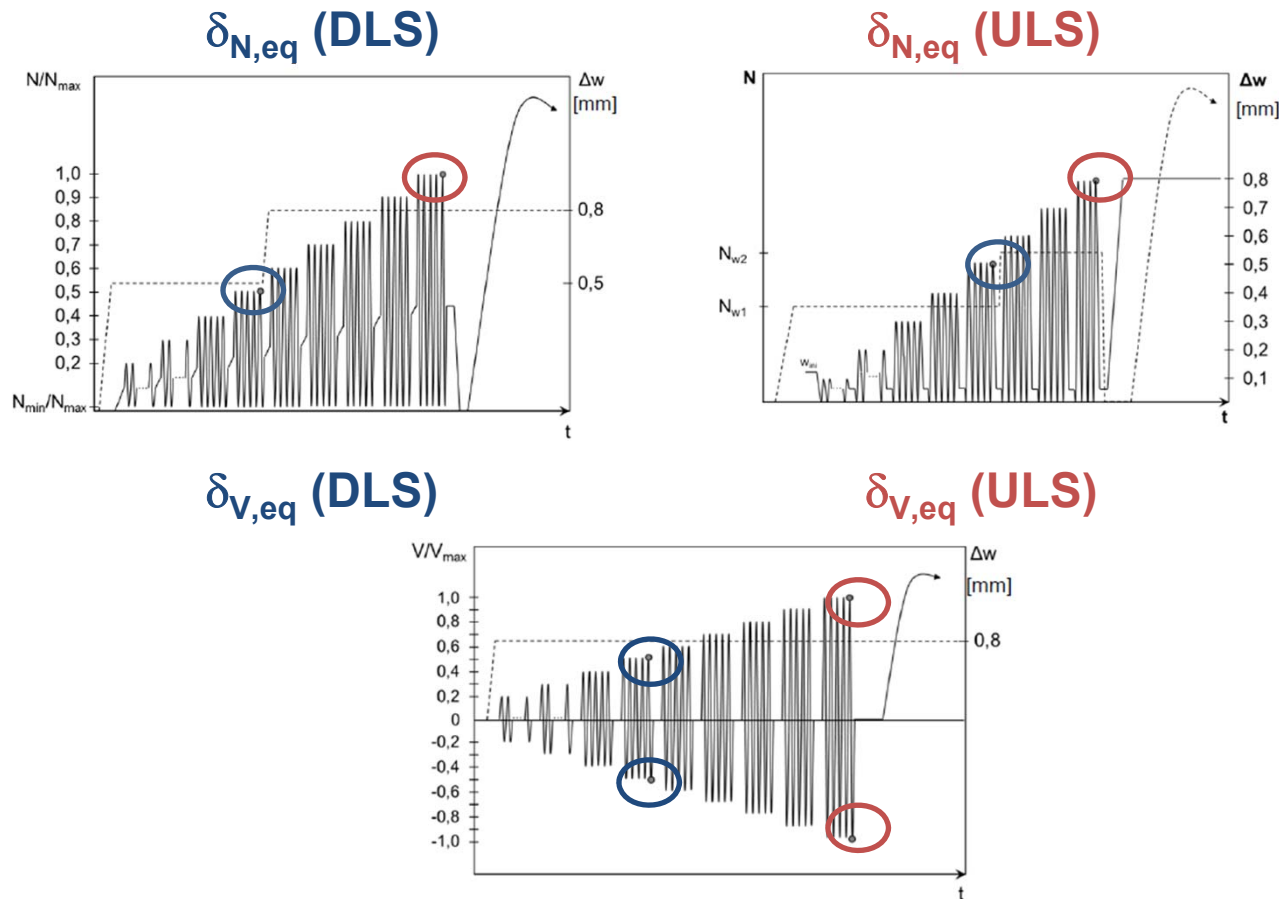 δN,eq (DLS)
δN,eq (ULS)
N/Nmax
Δw
[mm]
1,0
0,9
0,8
0,7
0,6
0,5
0,4
0,3
0,2
Nmin/Nmax
0,8
0,5
t
N
Δw
[mm]
Nw2
Nw1
wini
0,8
0,7
0,6
0,5
0,4
0,3
0,2
0,1
t
δV,eq (DLS)
δV,eq (ULS)
V/Vmax
Δw
[mm]
1,0
0,8
0,6
0,4
0,2
0
-0,2
-0,4
-0,6
-0,8
-1,0
0,8
t